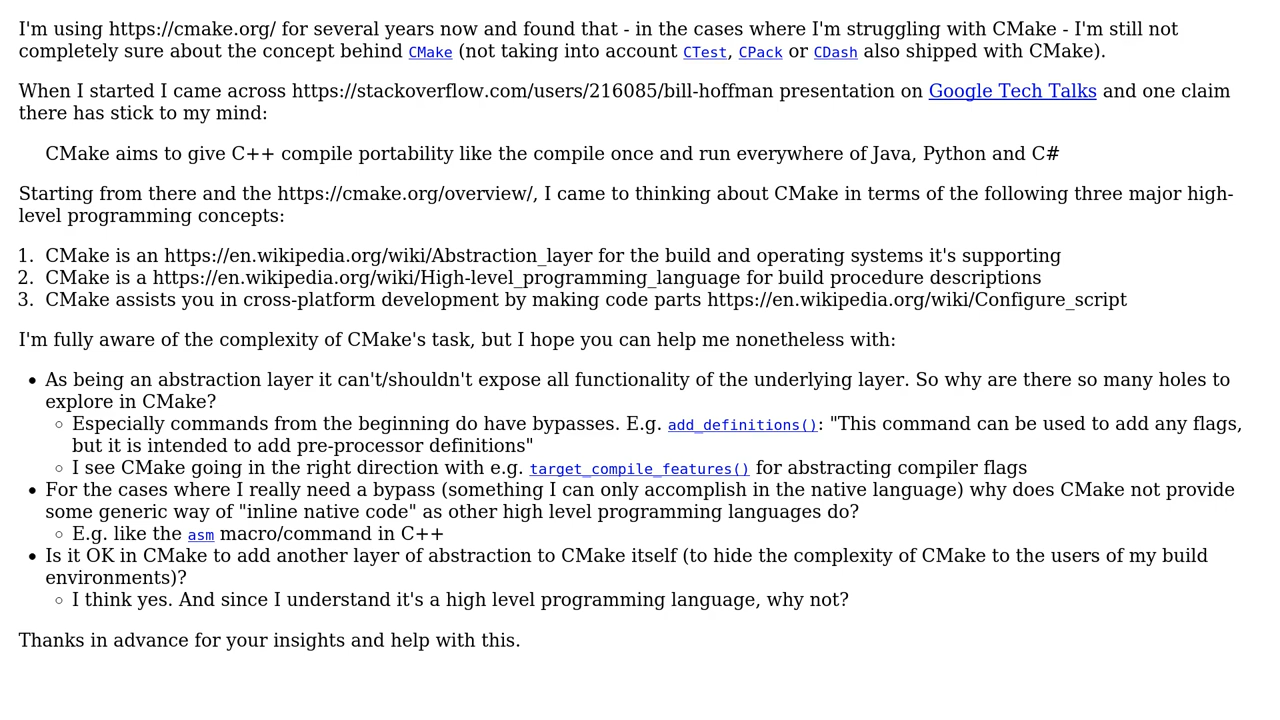 I'm using https://cmake.org/ for several years now and found that - in the cases where I'm struggling with CMake - I'm still not
completely sure about the concept behind CMake (not taking into account CTest, CPack or CDash also shipped with CMake).
When I started I came across https://stackoverflow.com/users/216085/bill-hoffman presentation on Google Tech Talks and one claim
there has stick to my mind:
CMake aims to give C++ compile portability like the compile once and run everywhere of Java, Python and C#
Starting from there and the https://cmake.org/overview/, I came to thinking about CMake in terms of the following three major high-
level programming concepts:
1. CMake is an https://en.wikipedia.org/wiki/Abstraction_layer for the build and operating systems it's supporting
2. CMake is a https://en.wikipedia.org/wiki/High-level_programming_language for build procedure descriptions
3. CMake assists you in cross-platform development by making code parts https://en.wikipedia.org/wiki/Configure_script
I'm fully aware of the complexity of CMake's task, but I hope you can help me nonetheless with:
• As being an abstraction layer it can't/shouldn't expose all functionality of the underlying layer. So why are there so many holes to
explore in CMake?
◦ Especially commands from the beginning do have bypasses. E.g. add_definitions(): "This command can be used to add any flags,
but it is intended to add pre-processor definitions"
◦ I see CMake going in the right direction with e.g. target_compile_features() for abstracting compiler flags
• For the cases where I really need a bypass (something I can only accomplish in the native language) why does CMake not provide
some generic way of "inline native code" as other high level programming languages do?
◦ E.g. like the asm macro/command in C++
• Is it OK in CMake to add another layer of abstraction to CMake itself (to hide the complexity of CMake to the users of my build
environments)?
◦ I think yes. And since I understand it's a high level programming language, why not?
Thanks in advance for your insights and help with this.